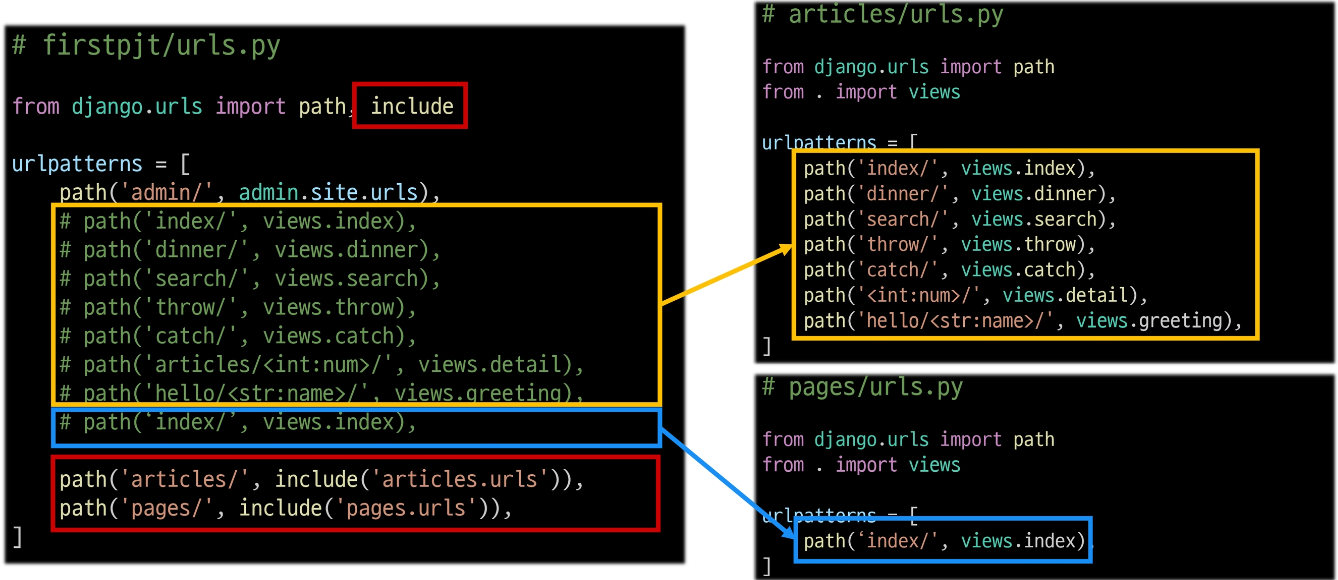 # firstpjt/urls.py
from django.urls import path, include
urlpatterns = [
path('admin/', admin.site.urls),
# path('index/', views.index),
# path('dinner/', views.dinner),
# path('search/', views.search),
# path('throw/', views.throw),
# path('catch/', views.catch),
# path('articles/<int:num>/', views.detail),
# path('hello/<str:name>/', views.greeting),
# path(‘index/’, views.index),
path('articles/', include('articles.urls')),
path('pages/', include('pages.urls')),
]
# articles/urls.py
from django.urls import path
from . import views
urlpatterns = [
path('index/', views.index),
path('dinner/', views.dinner),
path('search/', views.search),
path('throw/', views.throw),
path('catch/', views.catch),
path('<int:num>/', views.detail),
path('hello/<str:name>/', views.greeting),
]
# pages/urls.py
from django.urls import path
from . import views
urlpatterns = [
path(‘index/', views.index),
]